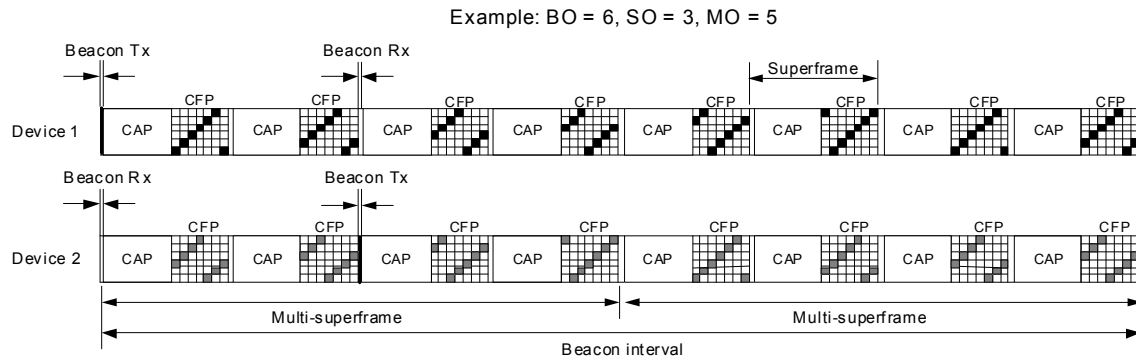 Example: BO = 6, SO = 3, MO = 5
Beacon Tx
Beacon Rx
Superframe
CFP CFP CFP CFP CFP CFP CFP CFP
Device 1
CAP CAP CAP CAP CAP CAP CAP CAP
Beacon Rx
Beacon Tx
CFP CFP CFP CFP CFP CFP CFP CFP
Device 2
CAP CAP CAP CAP CAP CAP CAP CAP
Multi-superframe
Multi-superframe
Beacon interval